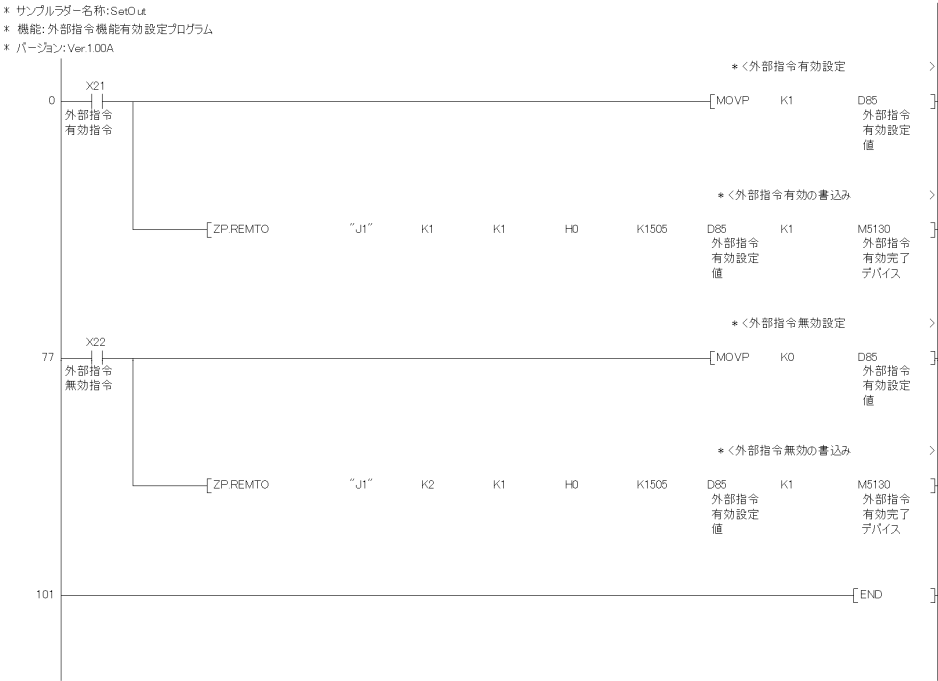 * サンプルラダー名称:SetOut
* 機能:外部指令機能有効設定プログラム
* バージョン:Ver.1.00A
*<外部指令有効設定 >
X21
0 [MOVP K1 D85 ]
外部指令 外部指令
有効指令 有効設定
値
*<外部指令有効の書込み >
[ZP.REMTO "J1" K1 K1 H0 K1505 D85 K1 M5130 ]
外部指令 外部指令
有効設定 有効完了
値 デバイス
*<外部指令無効設定 >
X22
77 [MOVP K0 D85 ]
外部指令 外部指令
無効指令 有効設定
値
*<外部指令無効の書込み >
[ZP.REMTO "J1" K2 K1 H0 K1505 D85 K1 M5130 ]
外部指令 外部指令
有効設定 有効完了
値 デバイス
101 [END ]